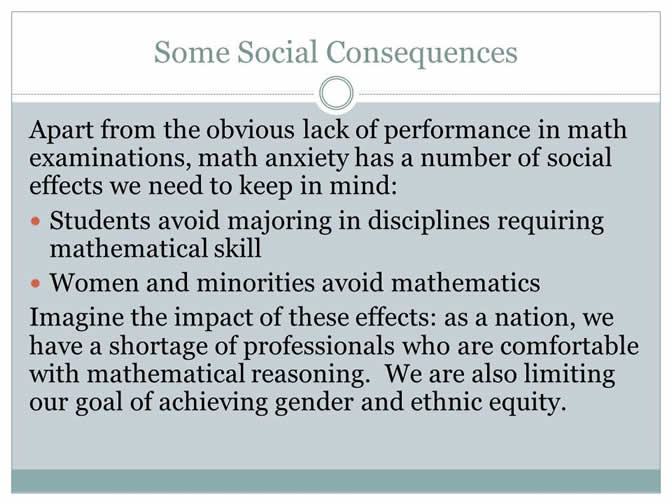 Some Social Consequences
Apart from the obvious lack of performance in math
examinations, math anxiety has a number of social
effects we need to keep in mind:
• Students avoid majoring in disciplines requiring
mathematical skill
• Women and minorities avoid mathematics
Imagine the impact of these effects: as a nation, we
have a shortage of professionals who are comfortable
with mathematical reasoning.  We are also limiting
our goal of achieving gender and ethnic equity.